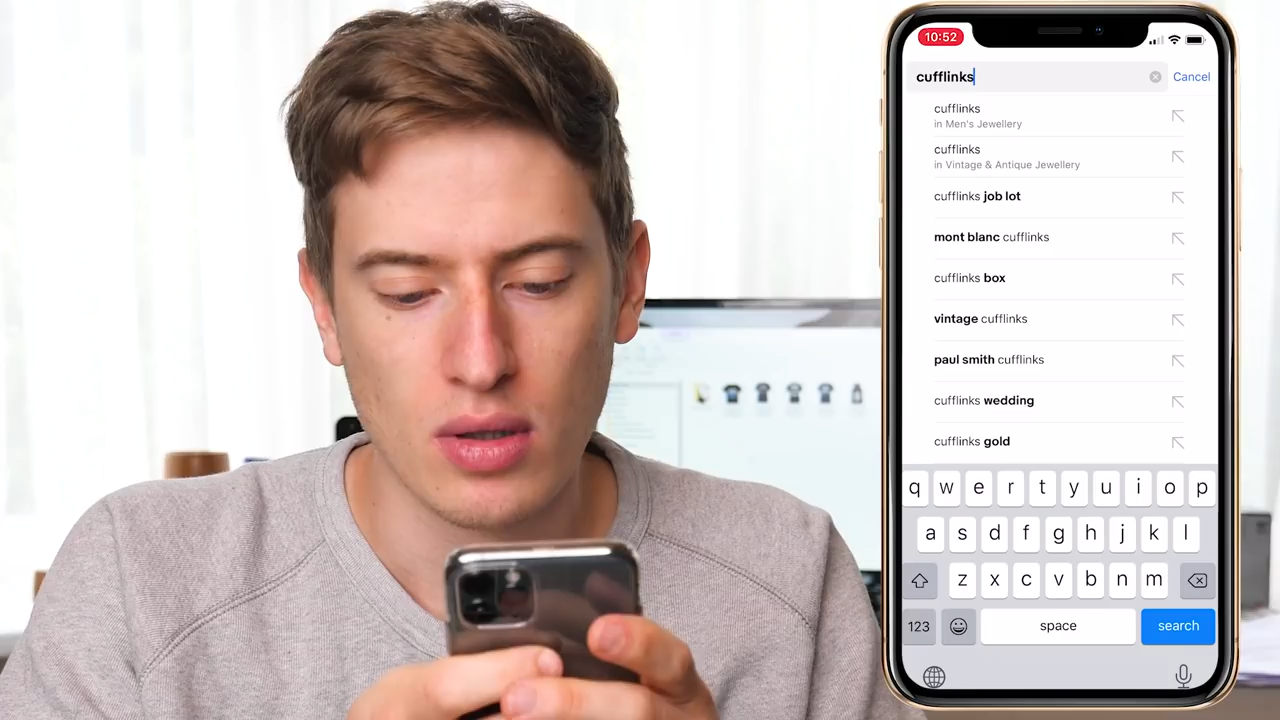 10:52
cufflinks
Cancel
cufflinks
in Men's Jewellery
cufflinks
in Vintage & Antique Jewellery
cufflinks job lot
mont blanc cufflinks
cufflinks box
vintage cufflinks
paul smith cufflinks
cufflinks wedding
cufflinks gold
q w e r t y u i o p
a s d f g h j k l
z x c v b n m
123 space search